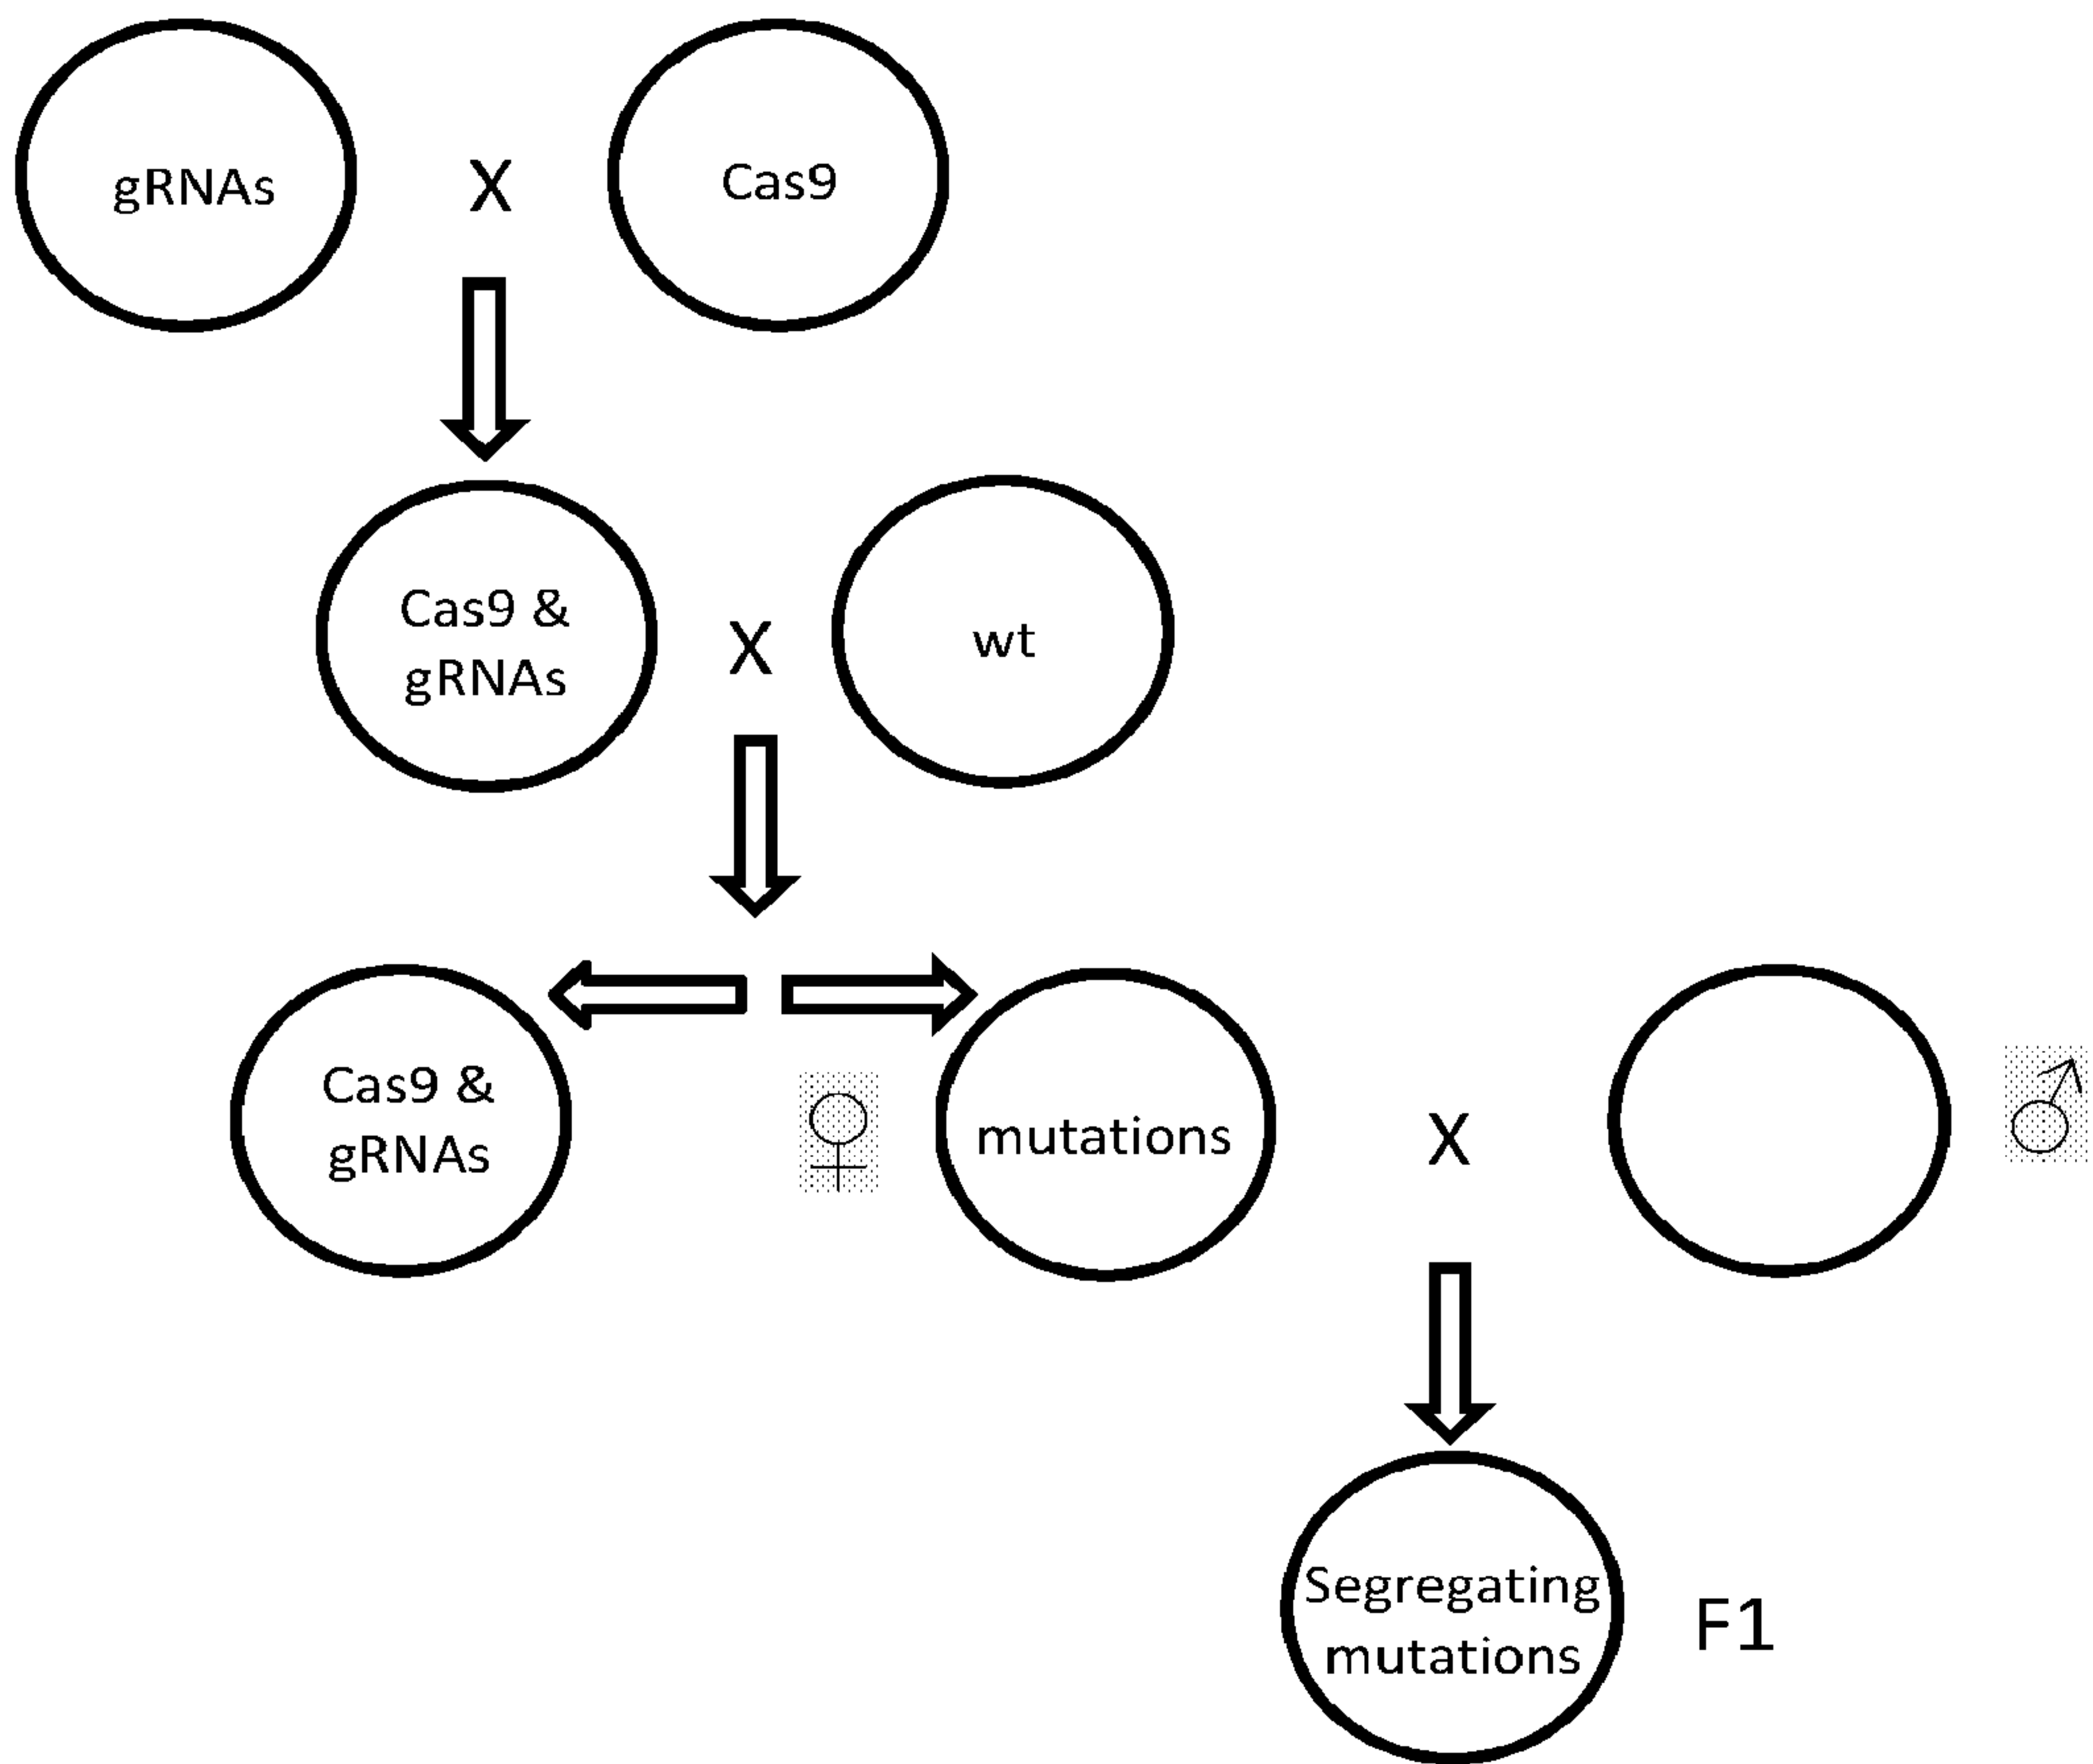 gRNAs
X
Cas9
Cas9 &
gRNAs
X
wt
Cas9 &
gRNAs
♀
mutations
X
♂
Segregating
mutations
F1